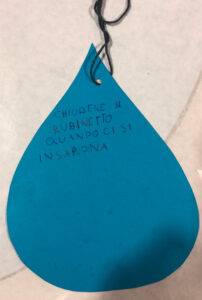 CHIUDERE IL
RUBINETTO
QUANDO CI SI
INSAPONA